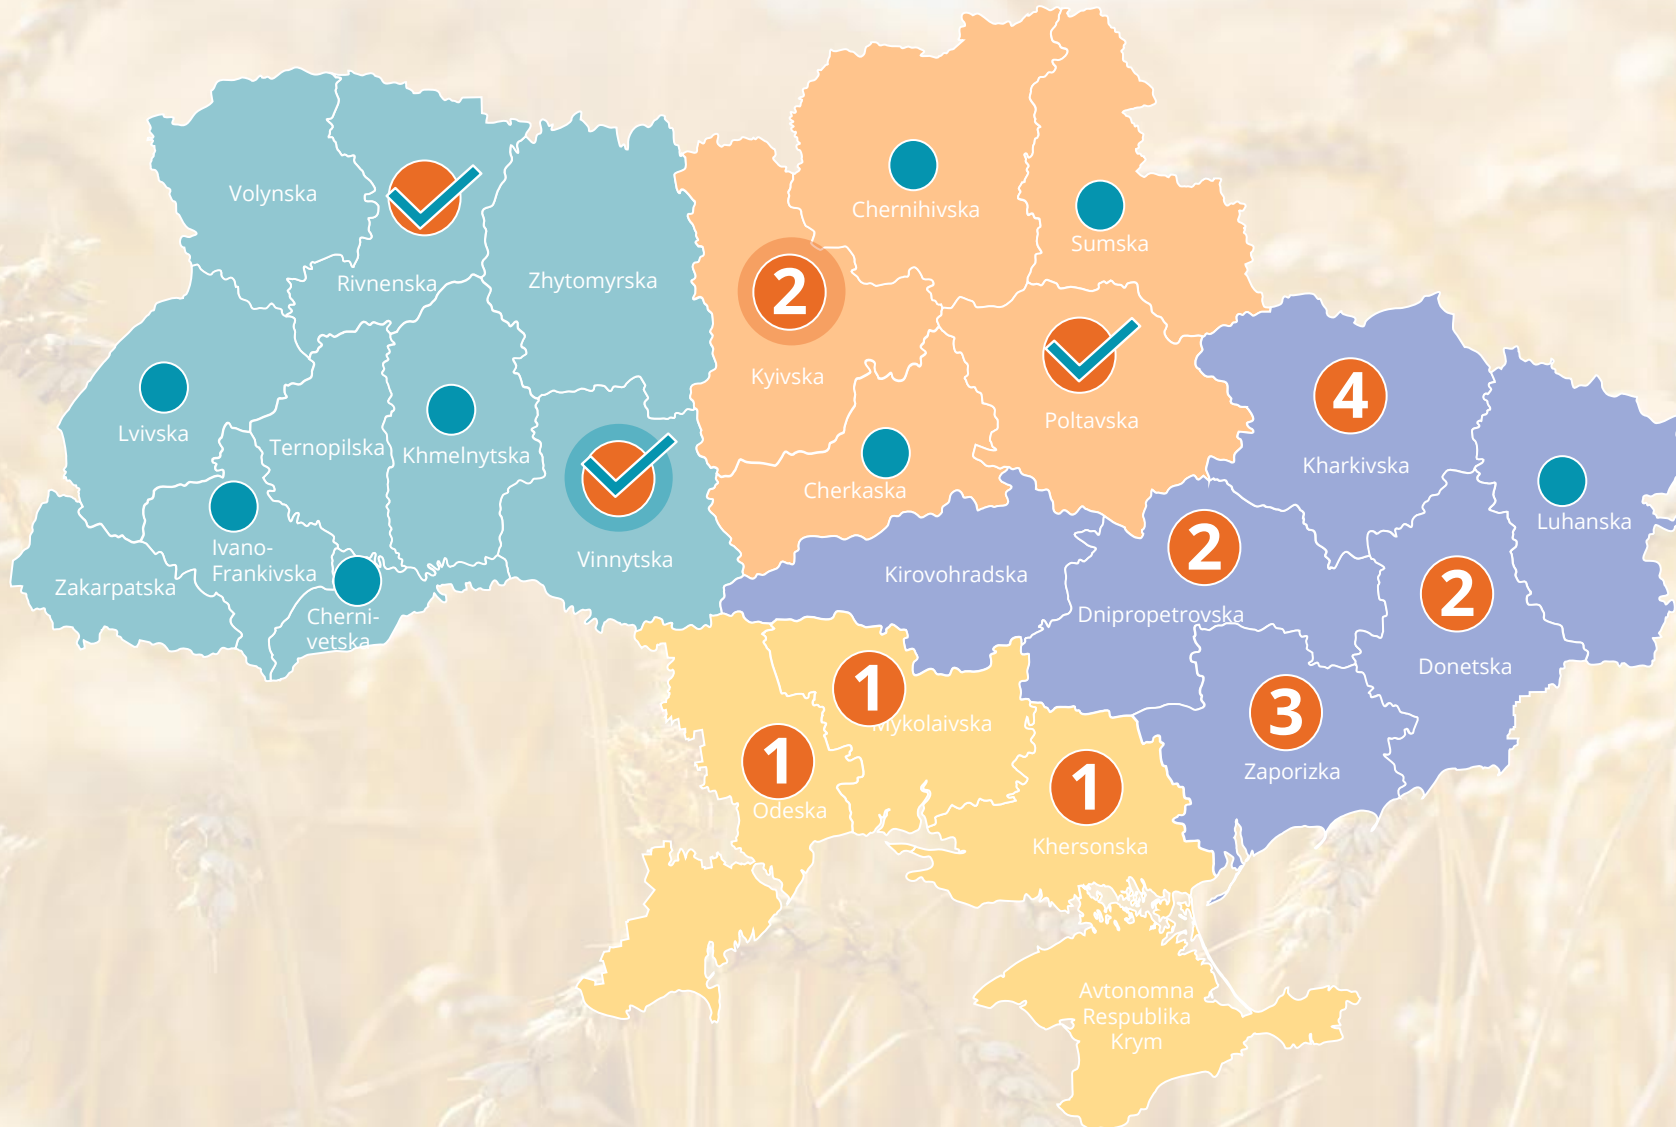 Chernihivska
Volynska
Sumska
Rivnenska
Zhytomyrska
2
Kyivska
Poltavska
4
Kharkivska
Lvivska
Ternopilska
Khmelnytska
Cherkaska
Luhanska
Vinnytska
Ivano-
Frankivska
Zakarpatska
Kirovohradska
2
Dnipropetrovska
2
Donetska
Cherni-
vetska
1
Mykolaivska
3
Zaporizka
1
Odeska
1
Khersonska
Avtonomna
Respublika
Krym